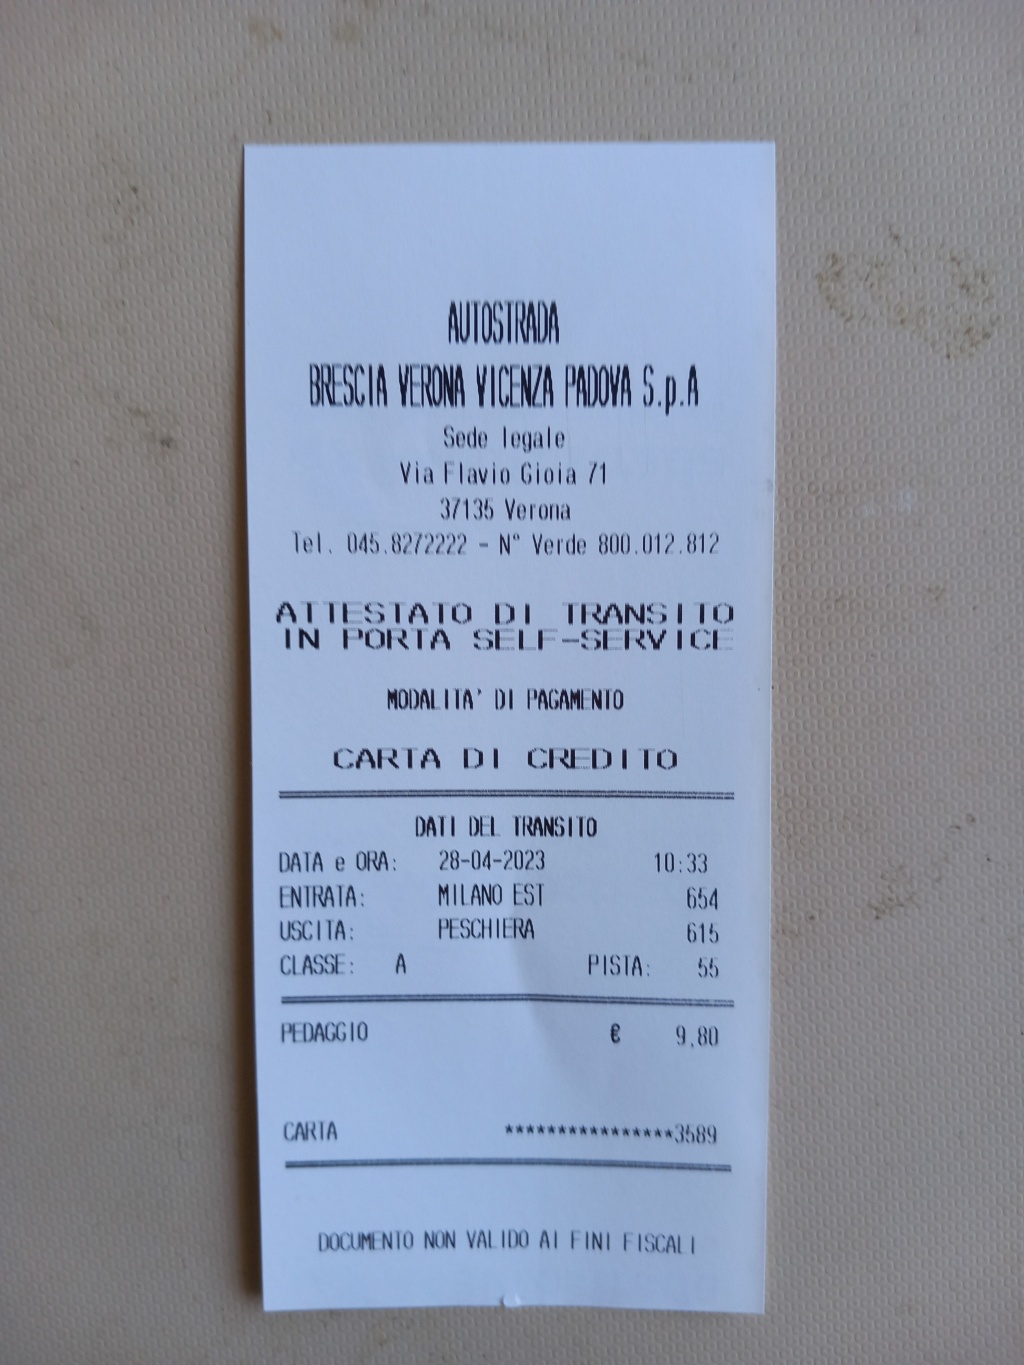 AUTOSTRADA
BRESCIA VERONA VICENZA PADOVA S.p.A
Sede legale
Via Flavio Gioia 71
37135 Verona
Tel. 045.8272222 - N° Verde 800.012.812
ATTESTATO DI TRANSITO
IN PORTA SELF-SERVICE
MODALITA' DI PAGAMENTO
CARTA DI CREDITO
DATI DEL TRANSITO
DATA e ORA: 28-04-2023 10:33
ENTRATA: MILANO EST 654
USCITA: PESCHIERA 615
CLASSE: A PISTA: 55
PEDAGGIO € 9,80
CARTA ****************3589
DOCUMENTO NON VALIDO AI FINI FISCALI